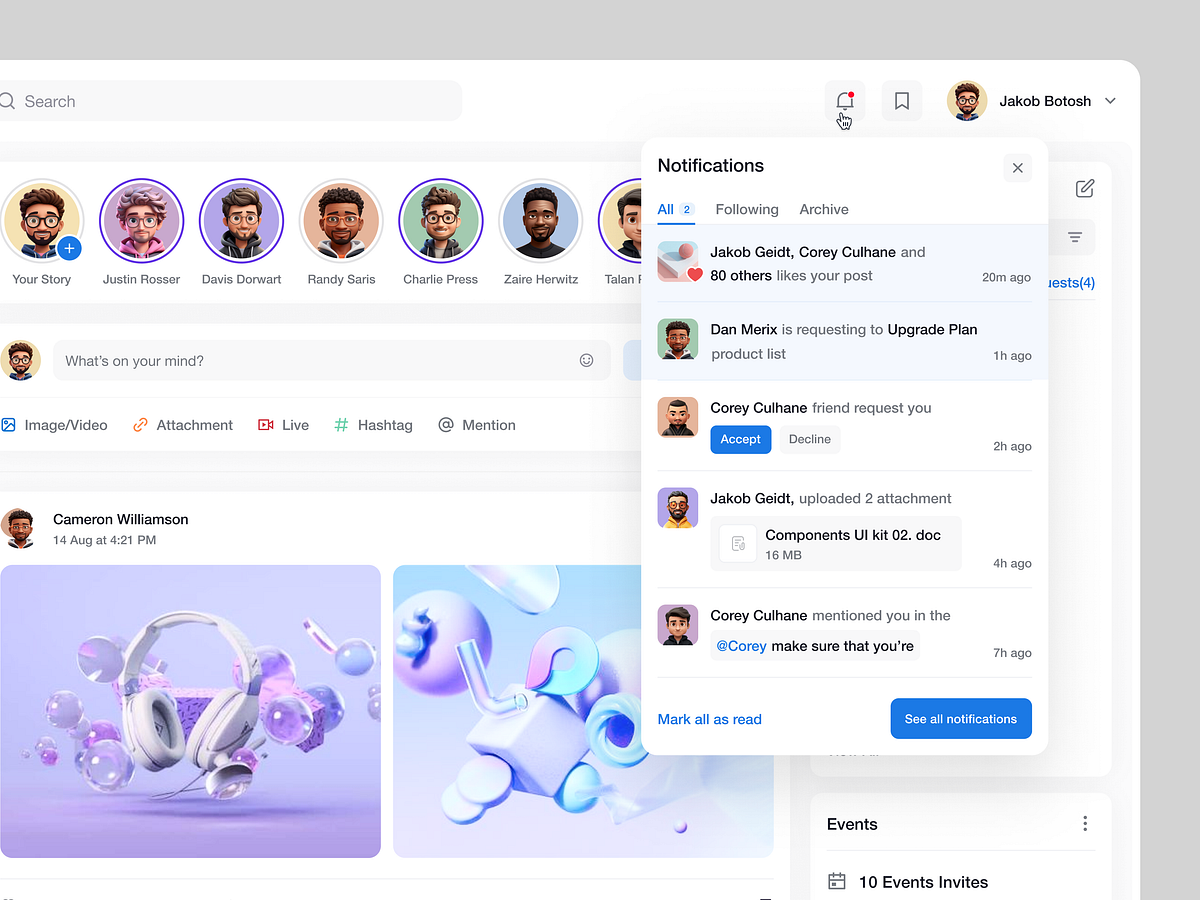 Search
Jakob Botosh
Your Story
Justin Rosser
Davis Dorwart
Randy Saris
Charlie Press
Zaire Herwitz
Talan
What's on your mind?
Image/Video
Attachment
Live
Hashtag
Mention
Cameron Williamson
14 Aug at 4:21 PM
Notifications
All 2
Following
Archive
Jakob Geidt, Corey Culhane and
80 others likes your post
20m ago
Dan Merix is requesting to Upgrade Plan
product list
1h ago
Corey Culhane friend request you
Accept
Decline
2h ago
Jakob Geidt, uploaded 2 attachment
Components UI kit 02. doc
16 MB
4h ago
Corey Culhane mentioned you in the
@Corey make sure that you're
7h ago
Mark all as read
See all notifications
uests(4)
Events
10 Events Invites